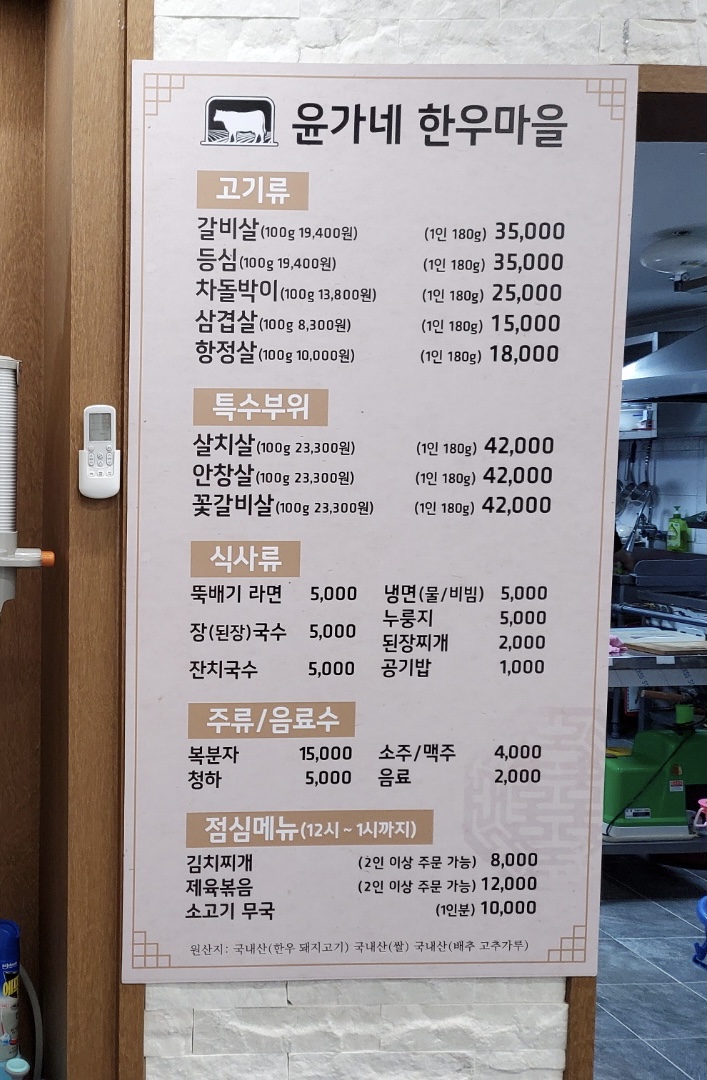 윤가네 한우마을
고기류
갈비살(100g 19,400원) (1인 180g) 35,000
등심(100g 19,400원) (1인 180g) 35,000
차돌박이(100g 13,800원) (1인 180g) 25,000
삼겹살(100g 8,300원) (1인 180g) 15,000
항정살(100g 10,000원) (1인 180g) 18,000
특수부위
살치살(100g 23,300원) (1인 180g) 42,000
안창살(100g 23,300원) (1인 180g) 42,000
꽃갈비살(100g 23,300원) (1인 180g) 42,000
식사류
뚝배기 라면 5,000
장(된장)국수 5,000
잔치국수 5,000
냉면(물/비빔) 5,000
누룽지 5,000
된장찌개 2,000
공기밥 1,000
주류/음료수
복분자 15,000 소주/맥주 4,000
청하 5,000 음료 2,000
점심메뉴(12시 ~ 1시까지)
김치찌개 (2인 이상 주문 가능) 8,000
제육볶음 (2인 이상 주문 가능) 12,000
소고기 무국 (1인분) 10,000
원산지: 국내산(한우 돼지고기) 국내산(쌀) 국내산(배추 고추가루)